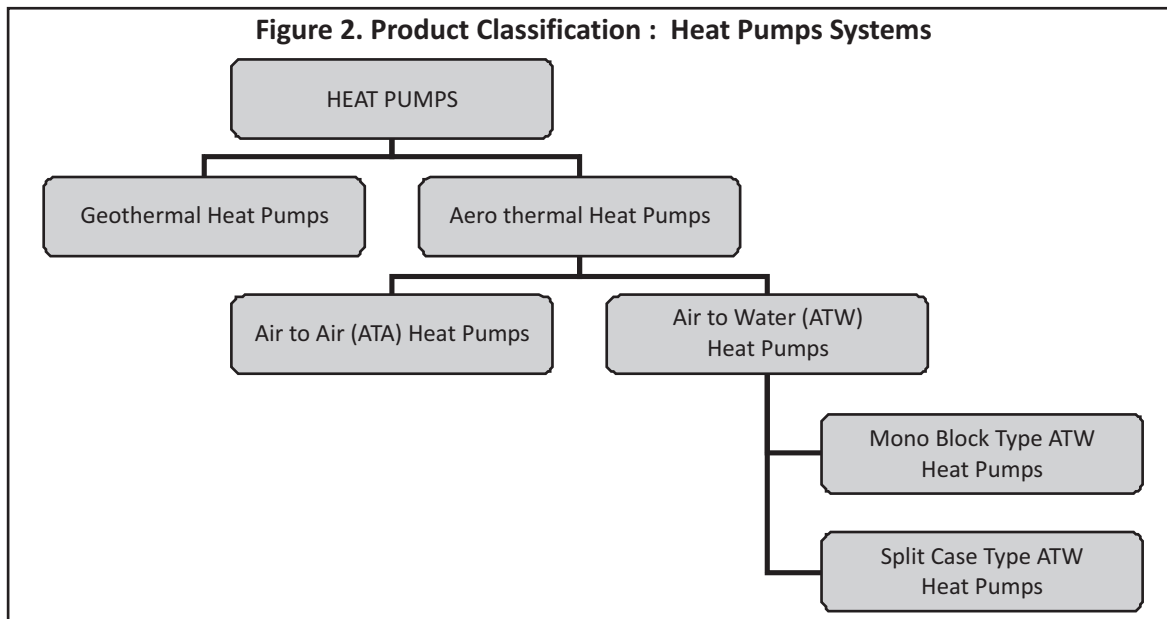 Figure 2. Product Classification : Heat Pumps Systems
HEAT PUMPS
Geothermal Heat Pumps
Aero thermal Heat Pumps
Air to Air (ATA) Heat Pumps
Air to Water (ATW)
Heat Pumps
Mono Block Type ATW
Heat Pumps
Split Case Type ATW
Heat Pumps